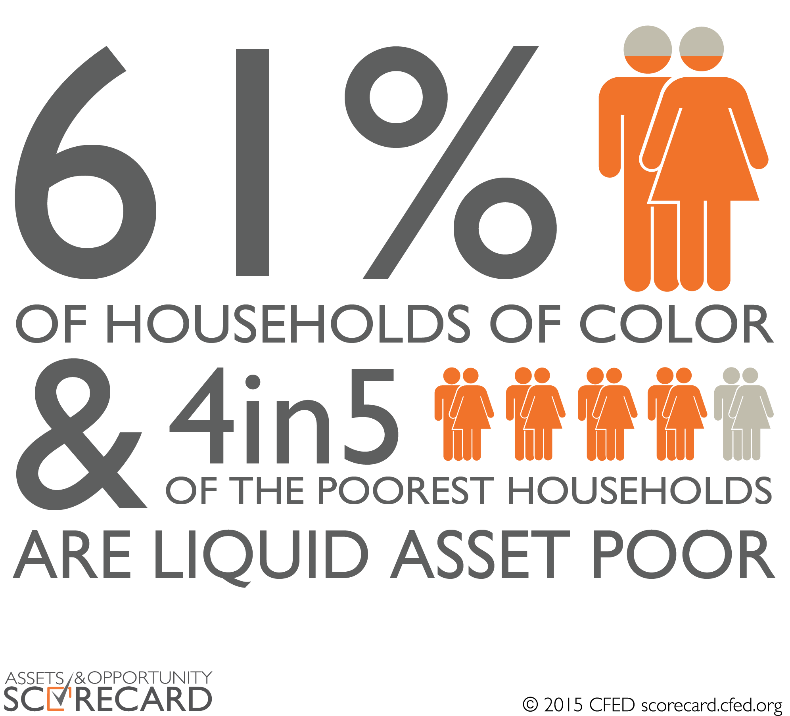 61%
OF HOUSEHOLDS OF COLOR
& 4in5
OF THE POOREST HOUSEHOLDS
ARE LIQUID ASSET POOR
ASSETS & OPPORTUNITY
SCORECARD
© 2015 CFED scorecard.cfed.org